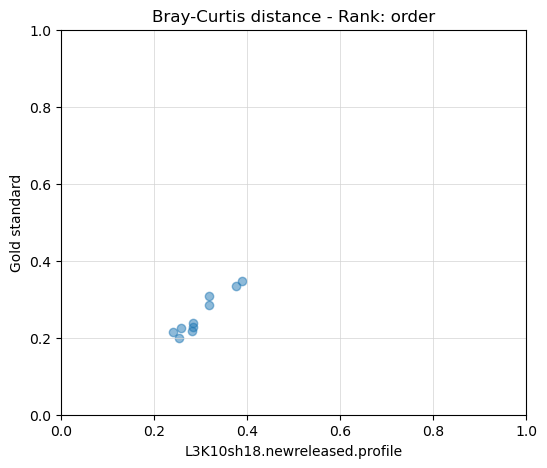 Bray-Curtis distance - Rank: order
1.0
0.8
0.6
0.4
0.2
0.0
Gold standard
0.0 0.2 0.4 0.6 0.8 1.0
L3K10sh18.newreleased.profile